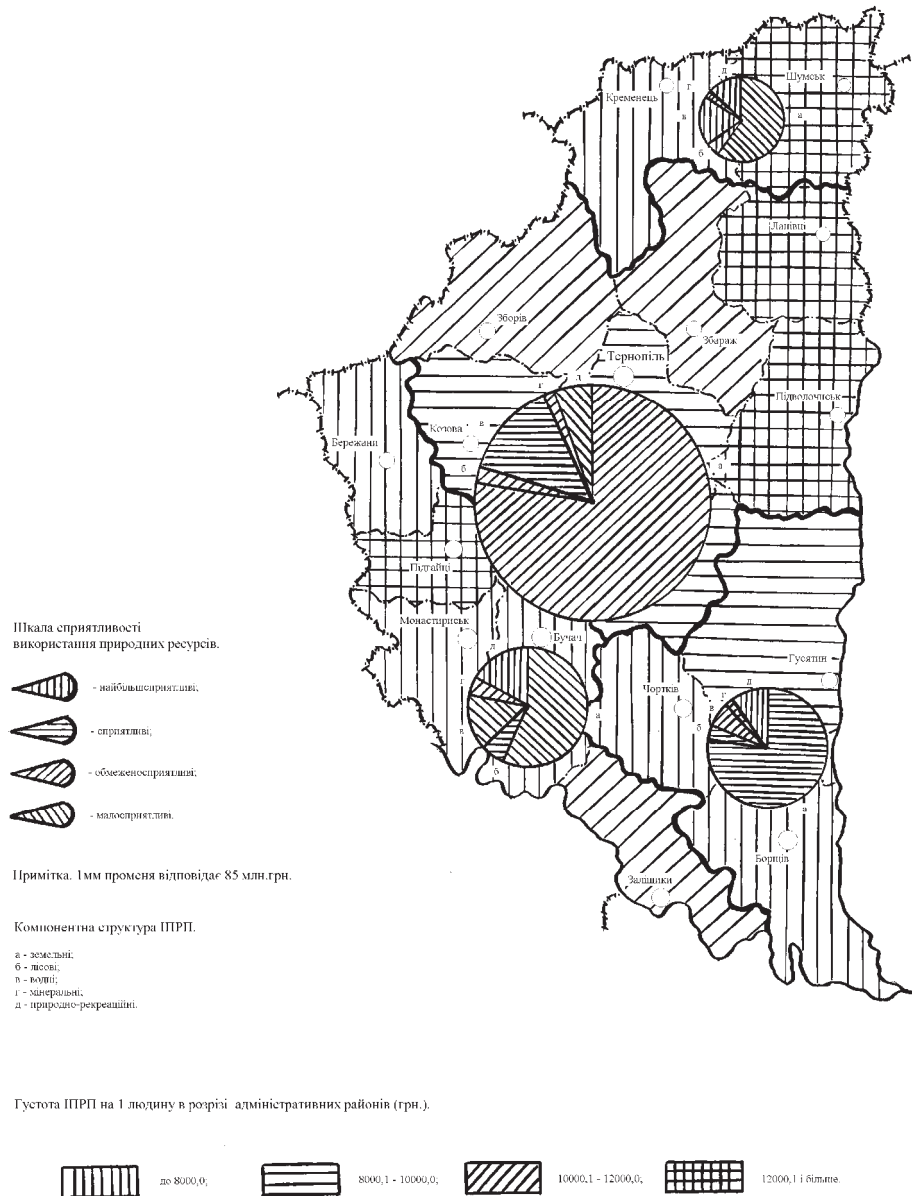 Шумськ
Кременець
д
г
в
а
б
Ланівці
Зборів
Збараж
Тернопіль
г
д
Підволочиськ
Козова
в
Бережани
б
а
Підгайці
Шкала сприятливості
використання природних ресурсів.
Монастириськ
Бучач
д
г
а
в
б
Гусятин
Чортків
д
г
в
б
а
- найбільшсприятливі;
- сприятливі;
- обмеженосприятливі;
- малосприятливі.
Борщів
Заліщики
Примітка. 1мм променя відповідає 85 млн.грн.
Компонентна структура ІПРП.
а - земельні;
б - лісові;
в - водні;
г - мінеральні;
д - природно-рекреаційні.
Густота ІПРП на 1 людину в розрізі адміністративних районів (грн.).
до 8000,0;
8000,1 - 10000,0;
10000,1 - 12000,0;
12000,1 і більше.